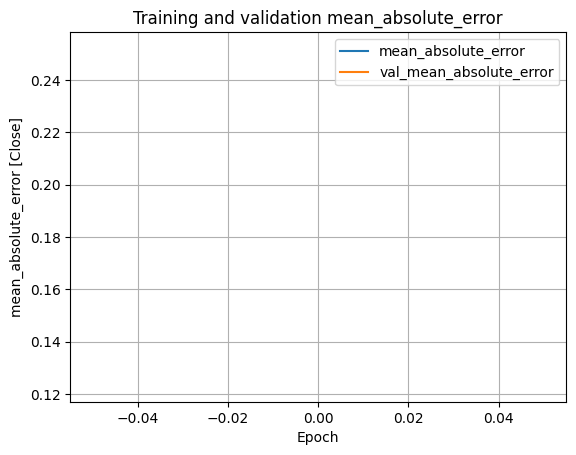 Training and validation mean_absolute_error
mean_absolute_error
val_mean_absolute_error
mean_absolute_error [Close]
0.24
0.22
0.20
0.18
0.16
0.14
0.12
−0.04 −0.02 0.00 0.02 0.04
Epoch